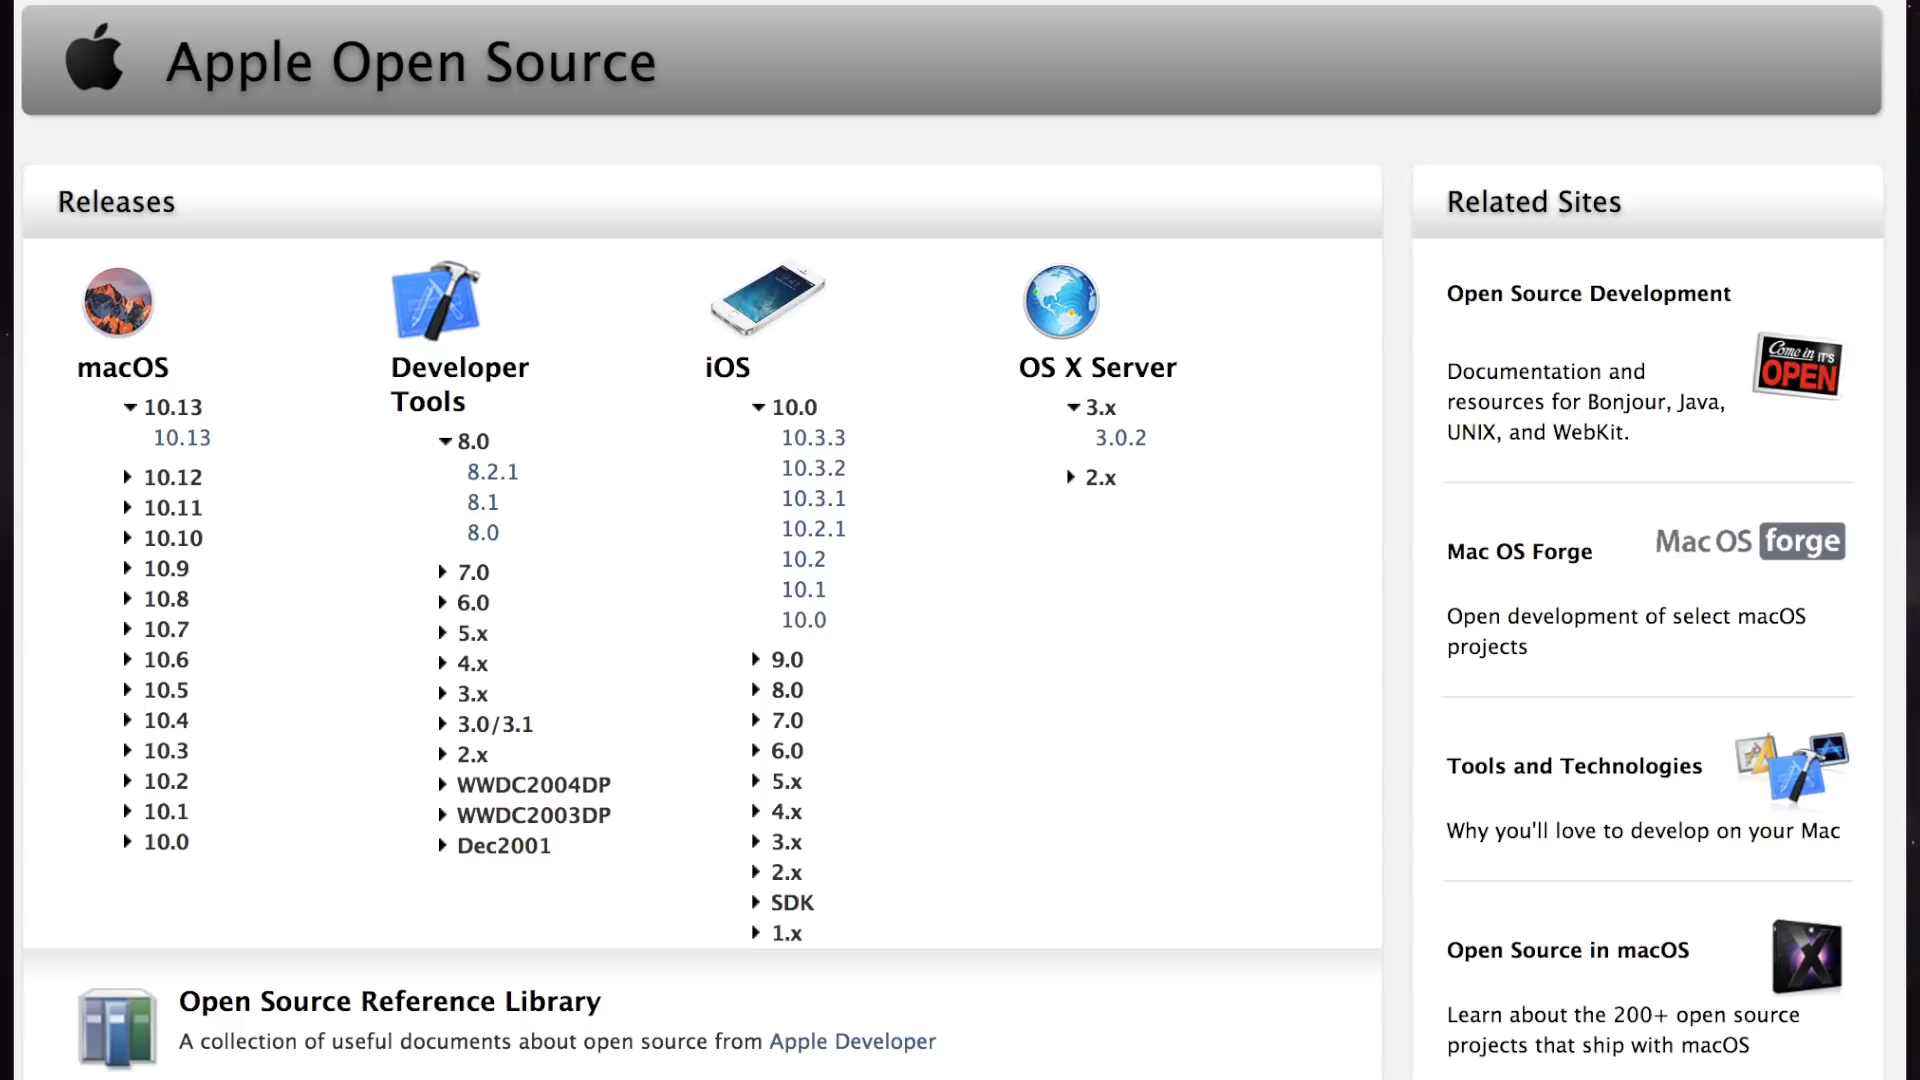 Apple Open Source
Releases
macOS
10.13
10.13
10.12
10.11
10.10
10.9
10.8
10.7
10.6
10.5
10.4
10.3
10.2
10.1
10.0
Developer
Tools
8.0
8.2.1
8.1
8.0
7.0
6.0
5.x
4.x
3.x
3.0/3.1
2.x
WWDC2004DP
WWDC2003DP
Dec2001
iOS
10.0
10.3.3
10.3.2
10.3.1
10.2.1
10.2
10.1
10.0
9.0
8.0
7.0
6.0
5.x
4.x
3.x
2.x
SDK
1.x
OS X Server
3.x
3.0.2
2.x
Open Source Reference Library
A collection of useful documents about open source from Apple Developer
Related Sites
Open Source Development
Come in IT'S
OPEN
Documentation and
resources for Bonjour, Java,
UNIX, and WebKit.
Mac OS Forge
Mac OS forge
Open development of select macOS
projects
Tools and Technologies
Why you'll love to develop on your Mac
Open Source in macOS
X
Learn about the 200+ open source
projects that ship with macOS